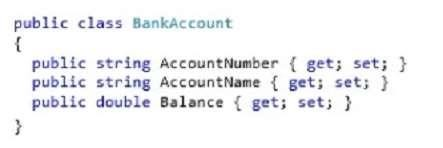 public class BankAccount
{
public string AccountNumber { get; set; }
public string AccountName { get; set; }
public double Balance { get; set; }
}